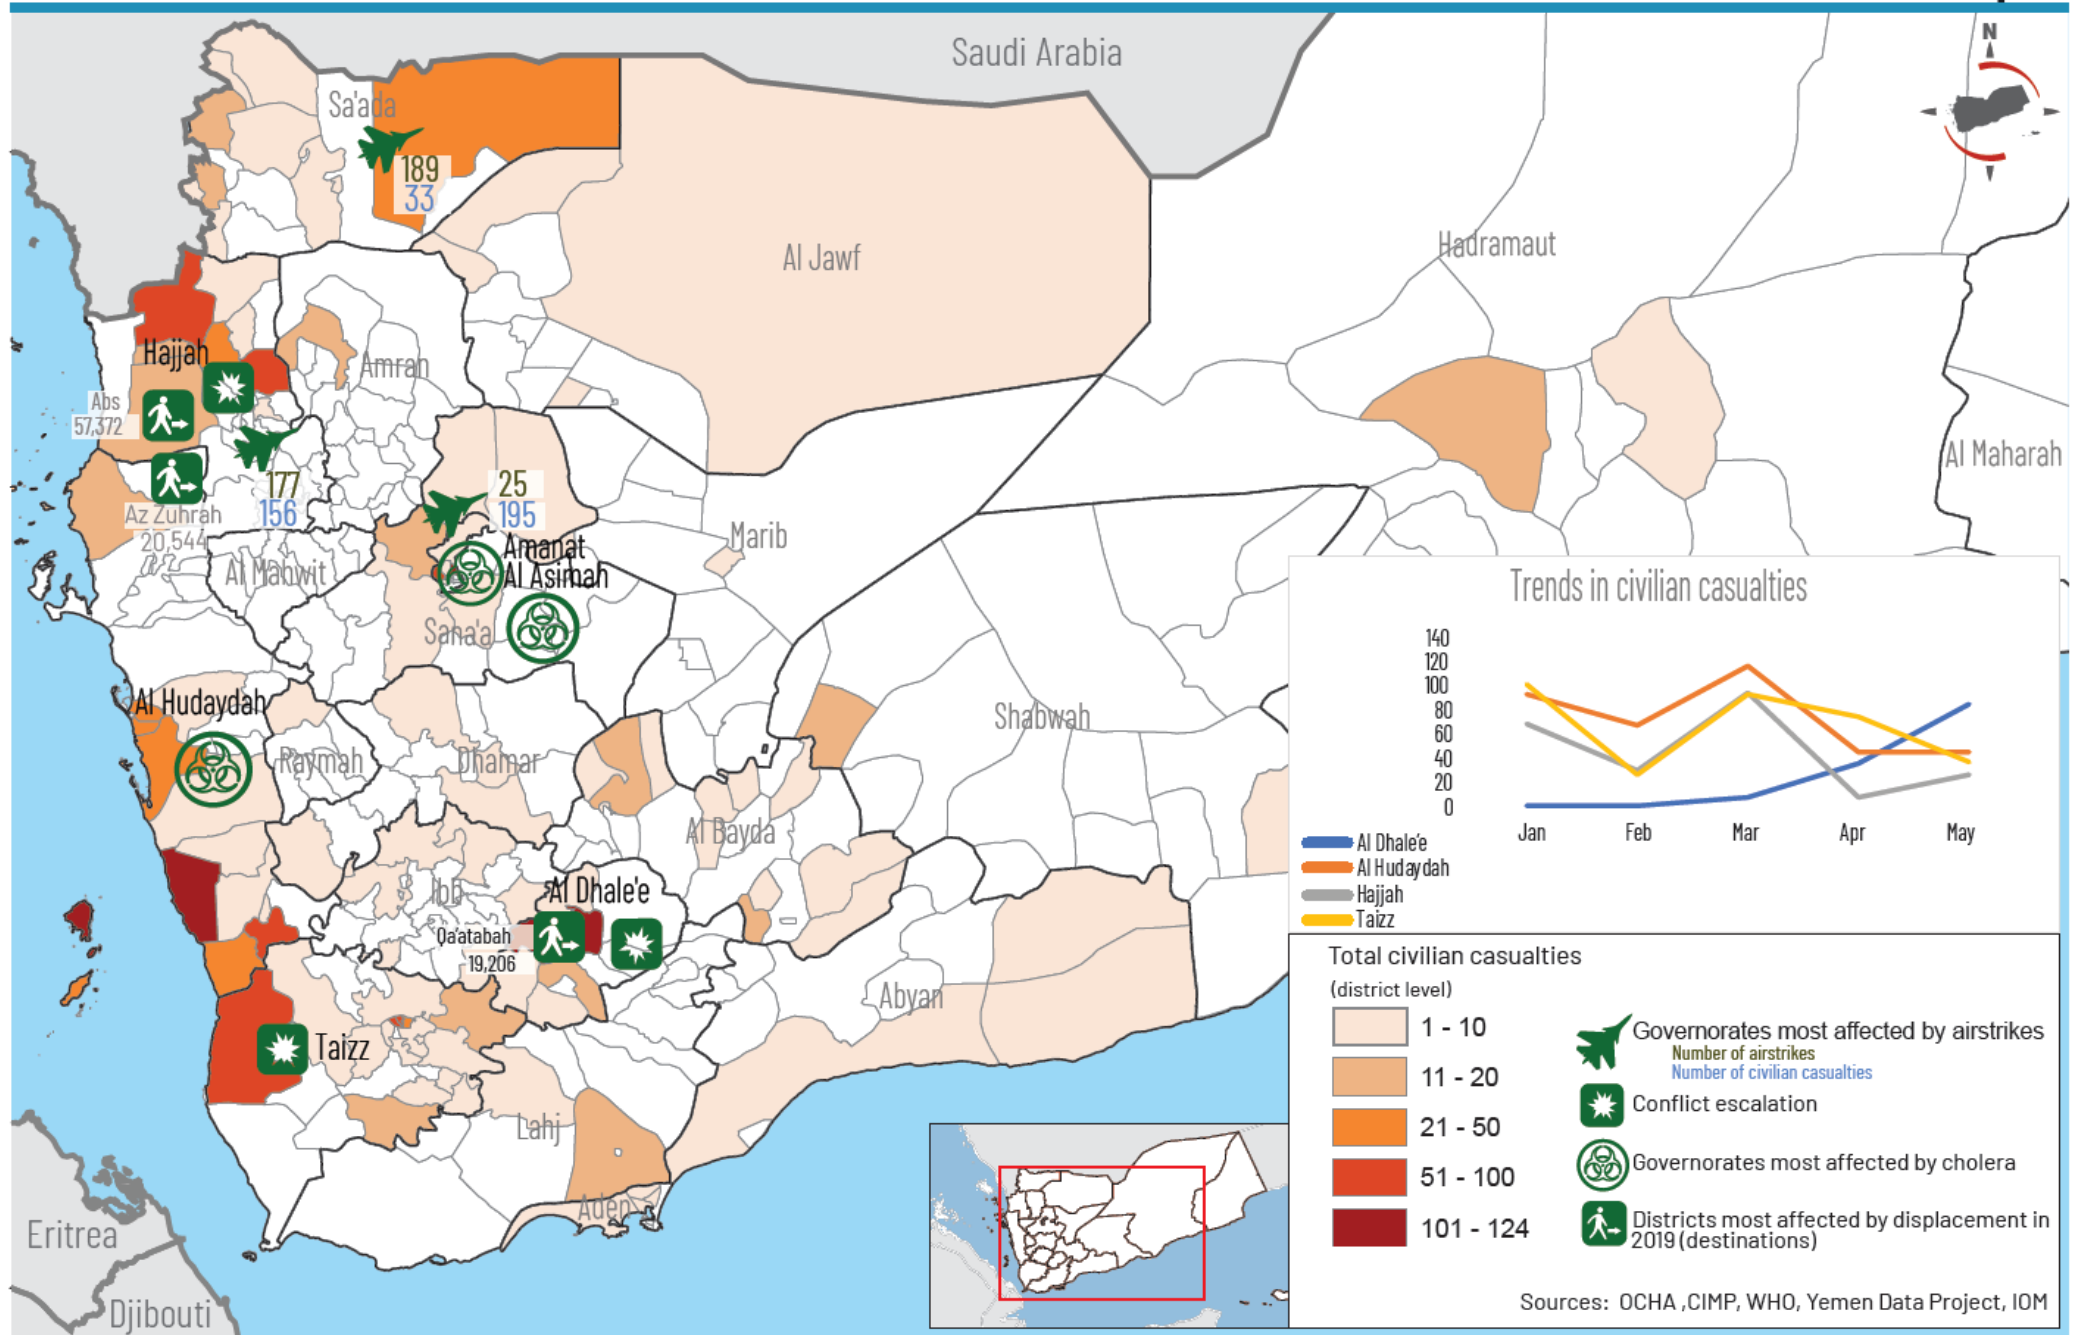 Saudi Arabia
N
Sa'ada
189
33
Al Jawf
Hadramaut
Hajjah
Amran
Abs
57,372
Al Maharah
177
156
25
195
Az Zuhrah
20,544
Marib
Amanat
Al Asimah
Al Mahwit
Sana'a
Al Hudaydah
Raymah
Dhamar
Shabwah
Al Bayda
Ibb
Al Dhale'e
Qa'atabah
19,206
Abyan
Taizz
Lahj
Aden
Eritrea
Djibouti
Trends in civilian casualties
140
120
100
80
60
40
20
0
Jan Feb Mar Apr May
Al Dhale'e
Al Hudaydah
Hajjah
Taizz
Total civilian casualties
(district level)
1 - 10
11 - 20
21 - 50
51 - 100
101 - 124
Governorates most affected by airstrikes
Number of airstrikes
Number of civilian casualties
Conflict escalation
Governorates most affected by cholera
Districts most affected by displacement in
2019 (destinations)
Sources: OCHA ,CIMP, WHO, Yemen Data Project, IOM